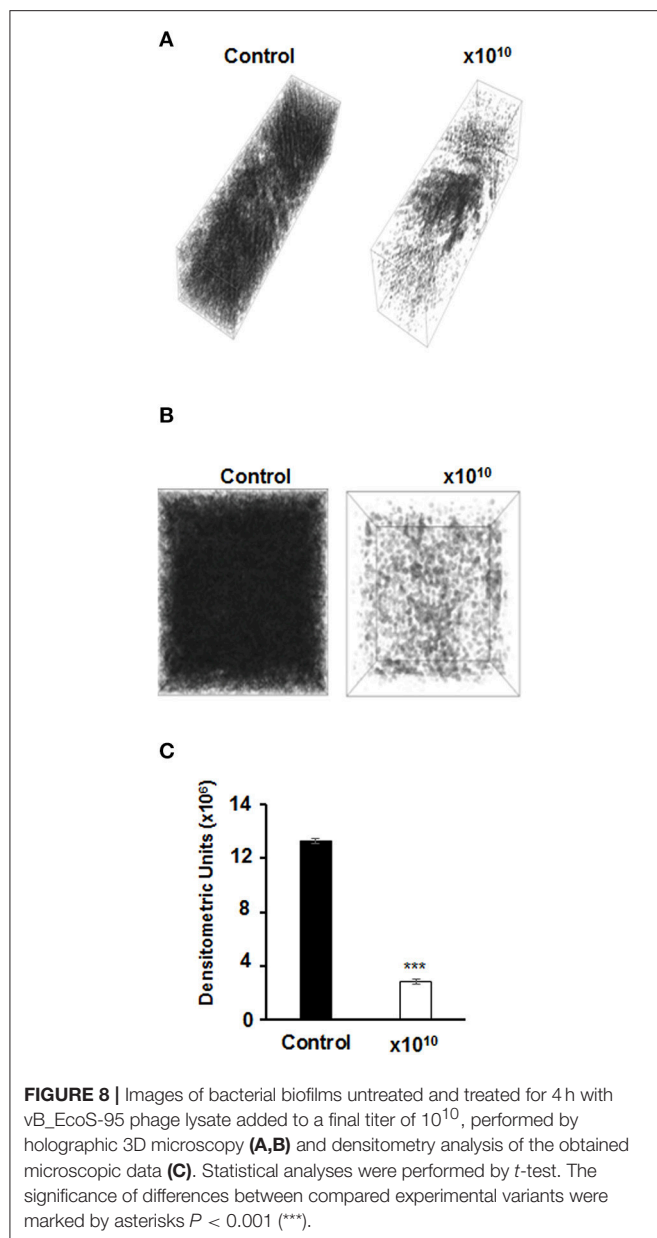 A
Control x10¹⁰
B
Control x10¹⁰
C
Densitometric Units (x10⁶)
14
12
8
4
0
***
Control x10¹⁰
FIGURE 8 | Images of bacterial biofilms untreated and treated for 4 h with
vB_EcoS-95 phage lysate added to a final titer of 10¹⁰, performed by
holographic 3D microscopy (A,B) and densitometry analysis of the obtained
microscopic data (C). Statistical analyses were performed by t-test. The
significance of differences between compared experimental variants were
marked by asterisks P < 0.001 (***).